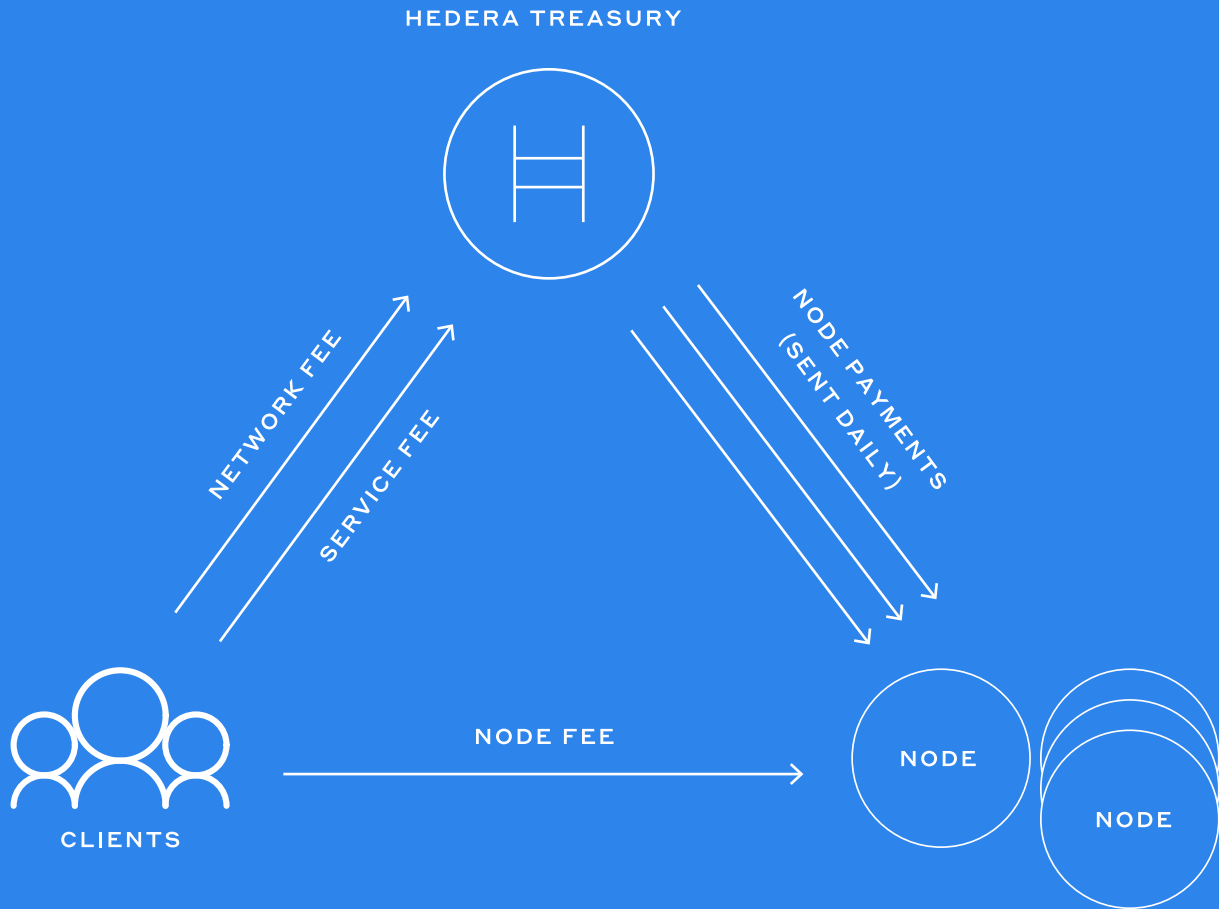 HEDERA TREASURY
H
NETWORK FEE
SERVICE FEE
NODE PAYMENTS
(SENT DAILY)
NODE FEE
CLIENTS
NODE
NODE